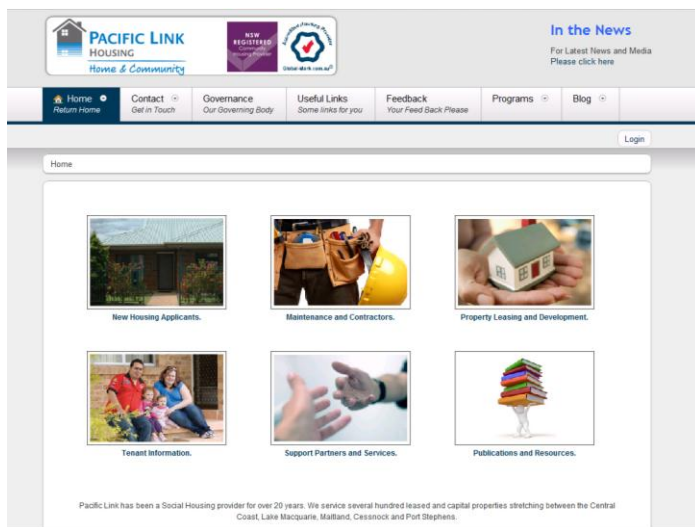 PACIFIC LINK
HOUSING
Home & Community
NSW
REGISTERED
Community
Housing Provider
In the News
For Latest News and Media
Please click here
Home
Return Home
Contact
Get in Touch
Governance
Our Governing Body
Useful Links
Some links for you
Feedback
Your Feed Back Please
Programs
Blog
Login
Home
New Housing Applicants.
Maintenance and Contractors.
Property Leasing and Development.
Tenant Information.
Support Partners and Services.
Publications and Resources.
Pacific Link has been a Social Housing provider for over 20 years. We service several hundred leased and capital properties stretching between the Central
Coast, Lake Macquarie, Maitland, Cessnock and Port Stephens.